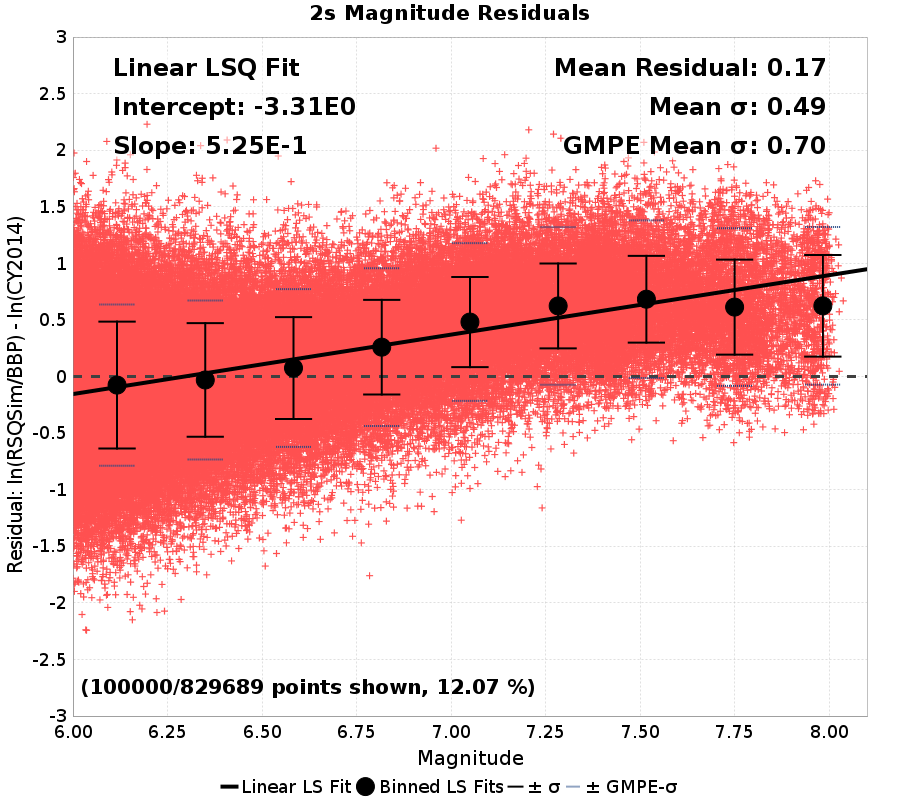 2s Magnitude Residuals
Linear LSQ Fit
Intercept: -3.31E0
Slope: 5.25E-1
Mean Residual: 0.17
Mean σ: 0.49
GMPE Mean σ: 0.70
Residual: ln(RSQSim/BBP) - ln(CY2014)
3
2.5
2
1.5
1
0.5
0
-0.5
-1
-1.5
-2
-2.5
-3
(100000/829689 points shown, 12.07 %)
6.00 6.25 6.50 6.75 7.00 7.25 7.50 7.75 8.00
Magnitude
Linear LS Fit Binned LS Fits ± σ ± GMPE-σ